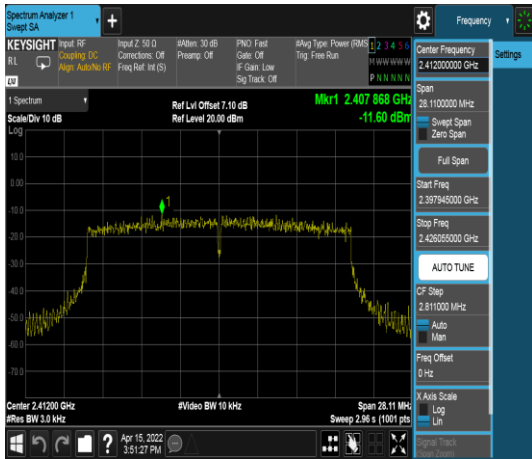 Spectrum Analyzer 1
Swept SA
Frequency
KEYSIGHT
RL
Input: RF
Coupling: DC
Align: Auto/No RF
Input Z: 50 Ω
Corrections: Off
Freq Ref: Int (S)
#Atten: 30 dB
Preamp: Off
PNO: Fast
Gate: Off
IF Gain: Low
Sig Track: Off
#Avg Type: Power (RMS
Trig: Free Run
1 2 3 4 5 6
M W W W W W
P N N N N N
Center Frequency
2.412000000 GHz
Settings
Span
28.1100000 MHz
Swept Span
Zero Span
Full Span
Start Freq
2.397945000 GHz
Stop Freq
2.426055000 GHz
AUTO TUNE
CF Step
2.811000 MHz
Auto
Man
Freq Offset
0 Hz
X Axis Scale
Log
Lin
Signal Track
(Span Zoom)
1 Spectrum
Scale/Div 10 dB
Ref Lvl Offset 7.10 dB
Ref Level 20.00 dBm
Mkr1 2.407 868 GHz
-11.60 dBm
Log
10.0
0.00
-10.0
-20.0
-30.0
-40.0
-50.0
-60.0
-70.0
1
Center 2.41200 GHz
#Res BW 3.0 kHz
#Video BW 10 kHz
Span 28.11 MHz
Sweep 2.96 s (1001 pts)
Apr 15, 2022
3:51:27 PM